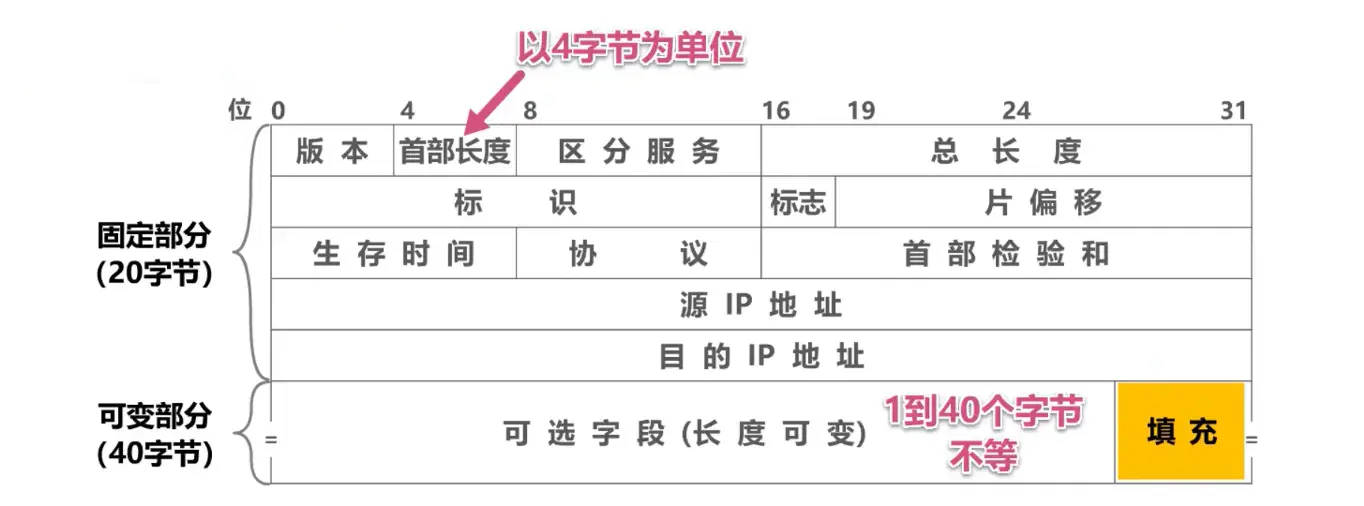 以4字节为单位
位 0 4 8 16 19 24 31
版本 首部长度 区分服务 总长度
标识 标志 片偏移
固定部分
(20字节)
生存时间 协议 首部检验和
源 IP 地址
目的 IP 地址
可变部分
(40字节)
= 可选字段(长度可变) 1到40个字节
不等
填充 =